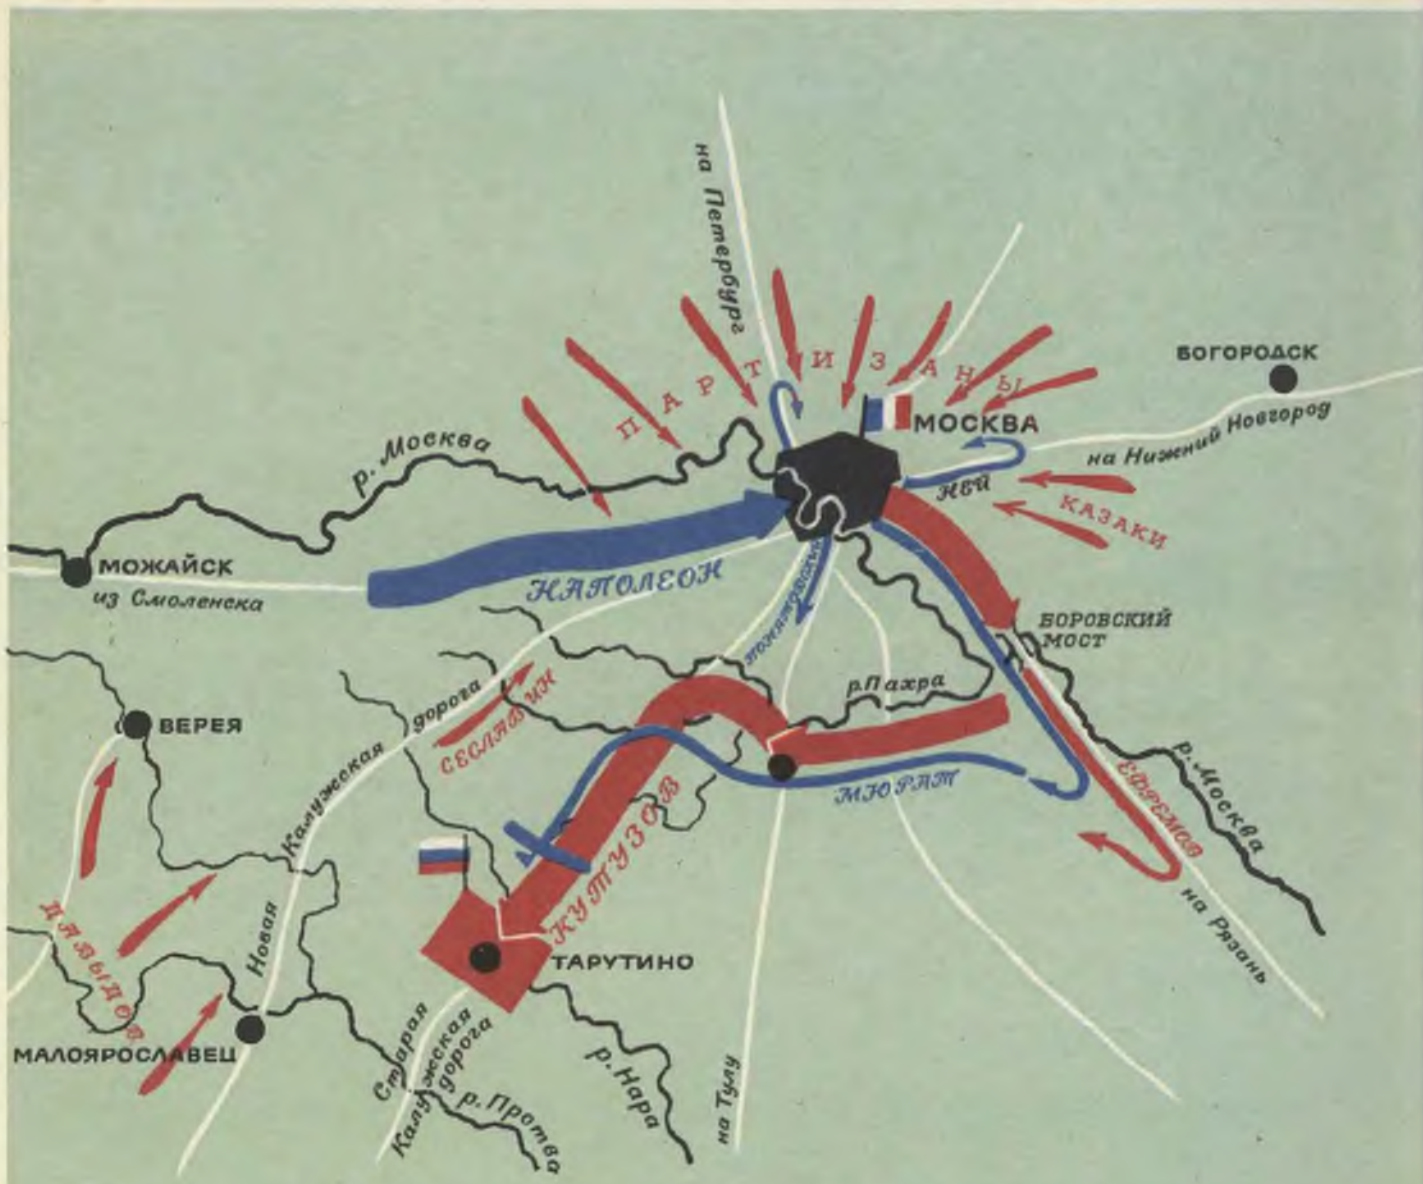 на Петербург
БОГОРОДСК
ПАРТИЗАНЫ
МОСКВА
на Нижний Новгород
р. Москва
НЕЙ
КАЗАКИ
МОЖАЙСК
из Смоленска
НАПОЛЕОН
ПОНЯТОВСКИЙ
БОРОВСКИЙ
МОСТ
р. Пахра
ВЕРЕЯ
СЕСЛАВИН
Новая Калужская дорога
МЮРАТ
ЕФРЕМОВ
р. Москва
КУТУЗОВ
на Рязань
ДАВЫДОВ
ТАРУТИНО
МАЛОЯРОСЛАВЕЦ
Старая
Калужская
дорога
р. Протва
р. Нара
на Тулу